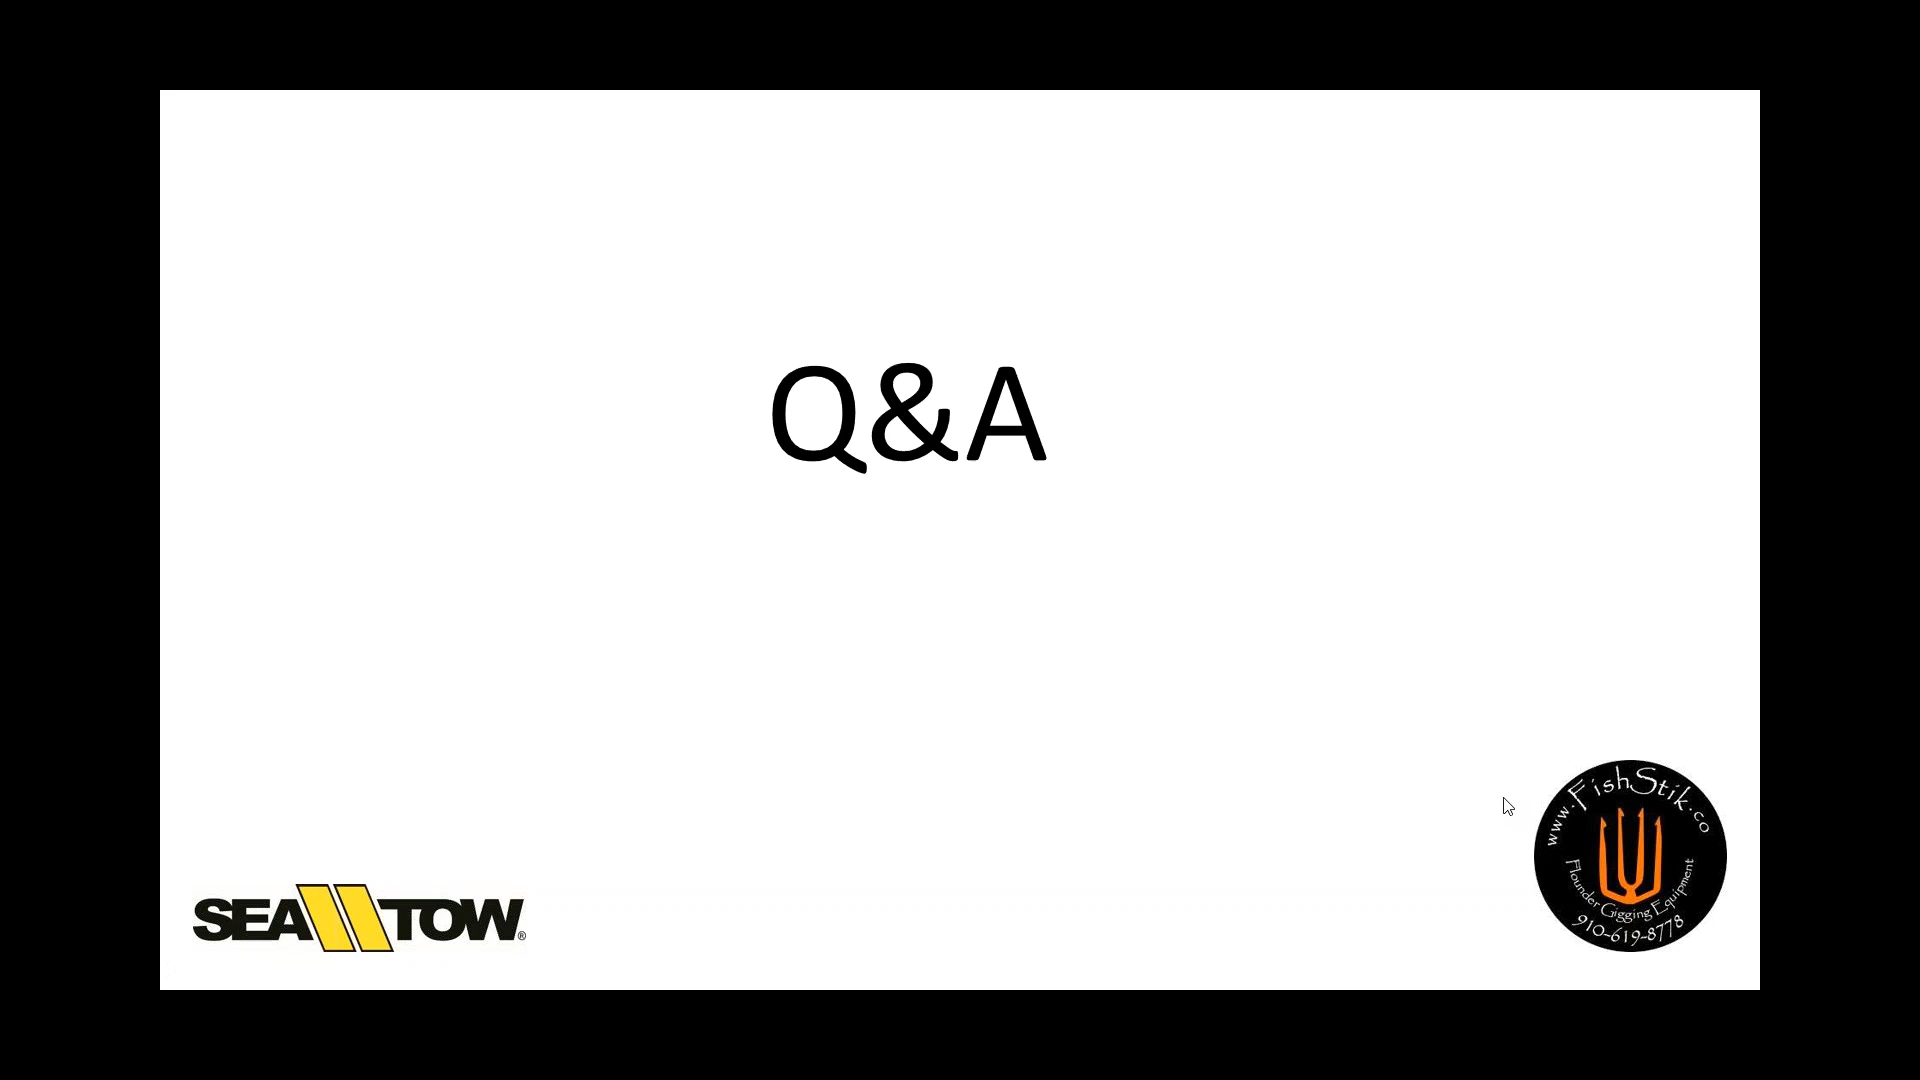 Q&A
SEA TOW®
www.FishStik.co
Flounder Gigging Equipment
910-619-8778